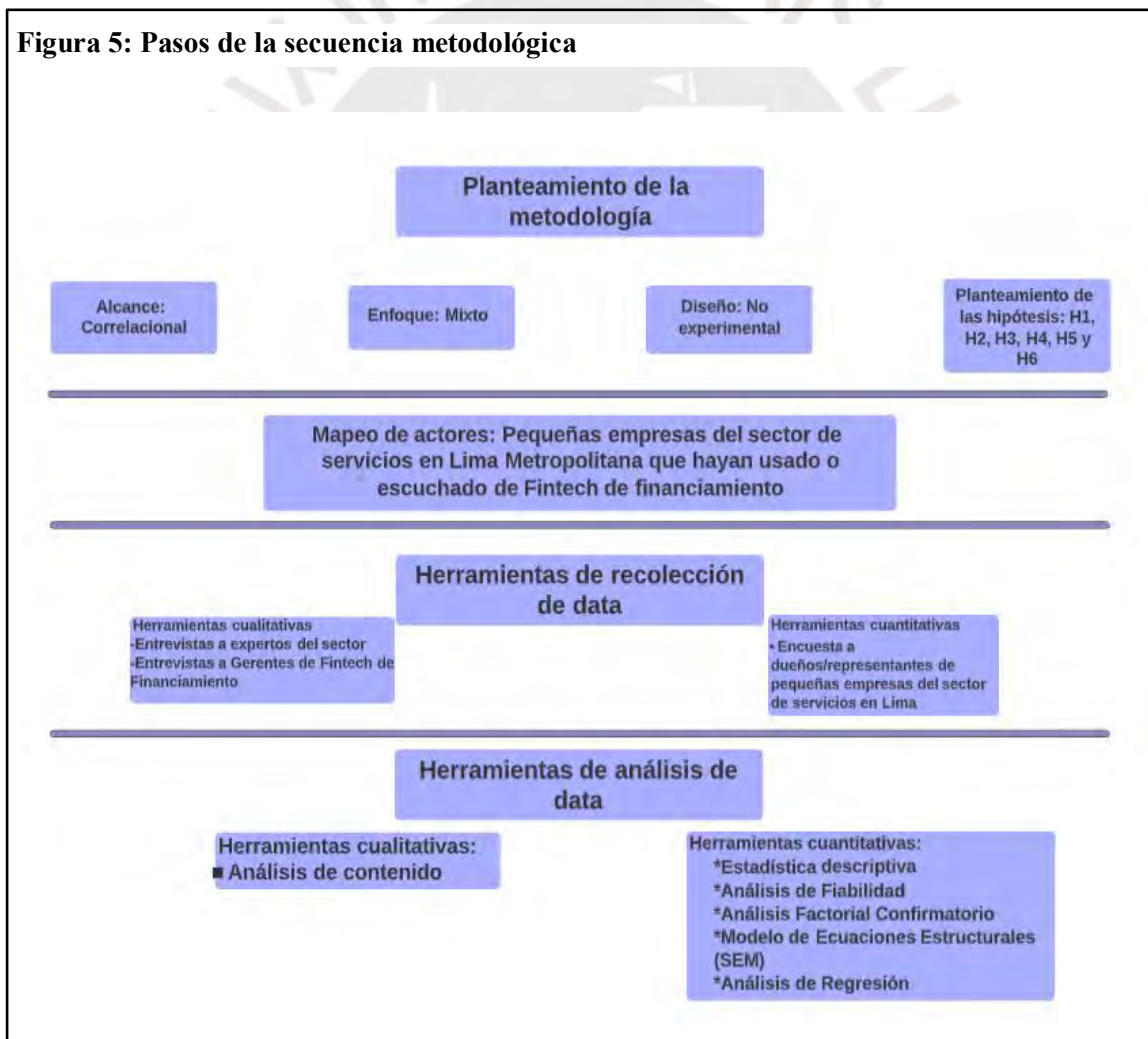 Figura 5: Pasos de la secuencia metodológica
Planteamiento de la
metodología
Alcance:
Correlacional
Enfoque: Mixto
Diseño: No
experimental
Planteamiento de
las hipótesis: H1,
H2, H3, H4, H5 y
H6
Mapeo de actores: Pequeñas empresas del sector de
servicios en Lima Metropolitana que hayan usado o
escuchado de Fintech de financiamiento
Herramientas de recolección
de data
Herramientas cualitativas
-Entrevistas a expertos del sector
-Entrevistas a Gerentes de Fintech de
Financiamiento
Herramientas cuantitativas
• Encuesta a
dueños/representantes de
pequeñas empresas del sector
de servicios en Lima
Herramientas de análisis de
data
Herramientas cualitativas:
■ Análisis de contenido
Herramientas cuantitativas:
*Estadística descriptiva
*Análisis de Fiabilidad
*Análisis Factorial Confirmatorio
*Modelo de Ecuaciones Estructurales
(SEM)
*Análisis de Regresión